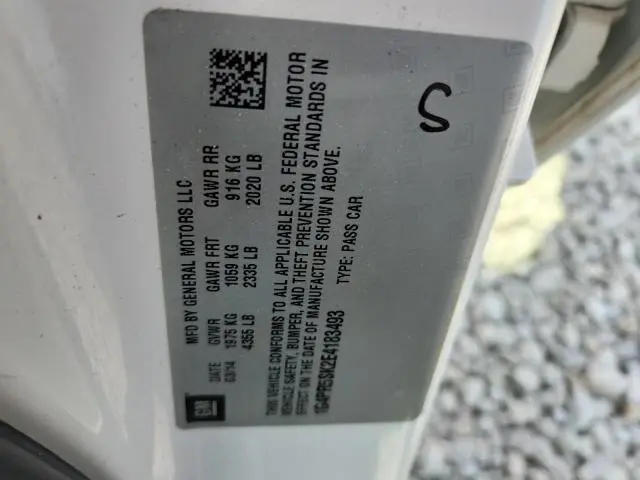 MFD BY GENERAL MOTORS LLC
DATE GVWR GAWR FRT GAWR RR
03/14 1975 KG 1059 KG 916 KG
4355 LB 2335 LB 2020 LB
THIS VEHICLE CONFORMS TO ALL APPLICABLE U.S. FEDERAL MOTOR
VEHICLE SAFETY, BUMPER, AND THEFT PREVENTION STANDARDS IN
EFFECT ON THE DATE OF MANUFACTURE SHOWN ABOVE.
1G4PR5SK2E4183493 TYPE: PASS CAR
GM
S